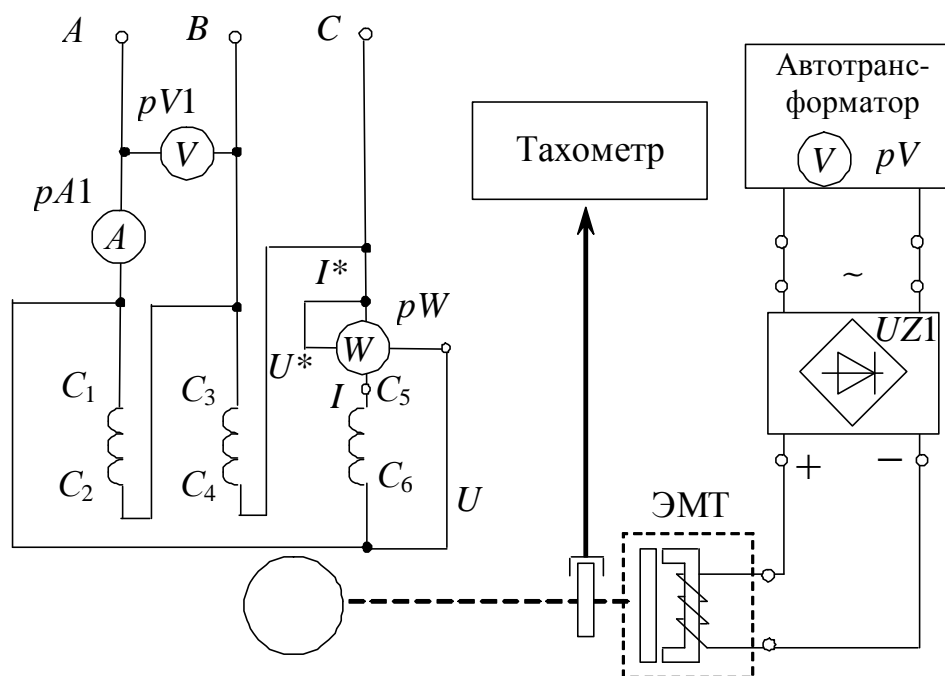 A B C
Автотранс-
форматор
V pV
pV1
V
Тахометр
pA1
A
I*
pW
W
U*
~
UZ1
C1 C3 I C5
C2 C4 C6
U
+ −
ЭМТ